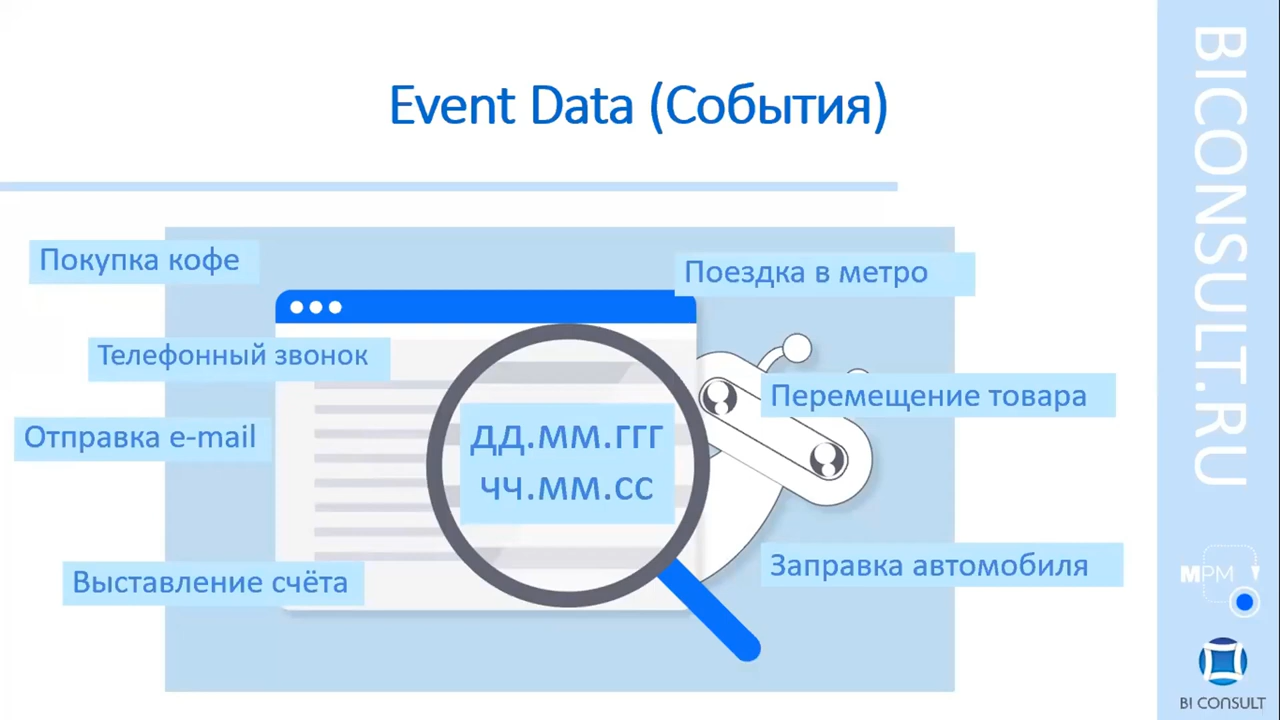 Event Data (События)
Покупка кофе
Поездка в метро
Телефонный звонок
Перемещение товара
Отправка e-mail
дд.мм.ггг
чч.мм.сс
Заправка автомобиля
Выставление счёта
BICONSULT.RU
MPM
BI CONSULT